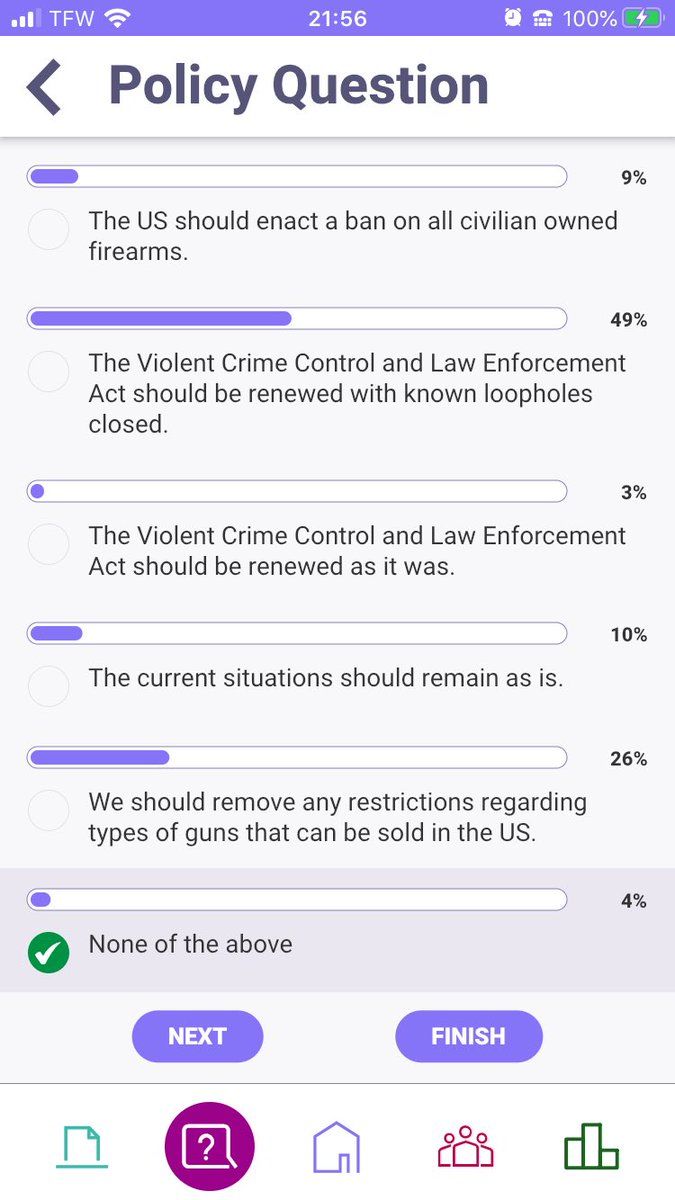 TFW 21:56 100%
Policy Question
9%
The US should enact a ban on all civilian owned
firearms.
49%
The Violent Crime Control and Law Enforcement
Act should be renewed with known loopholes
closed.
3%
The Violent Crime Control and Law Enforcement
Act should be renewed as it was.
10%
The current situations should remain as is.
26%
We should remove any restrictions regarding
types of guns that can be sold in the US.
4%
None of the above
NEXT FINISH
?